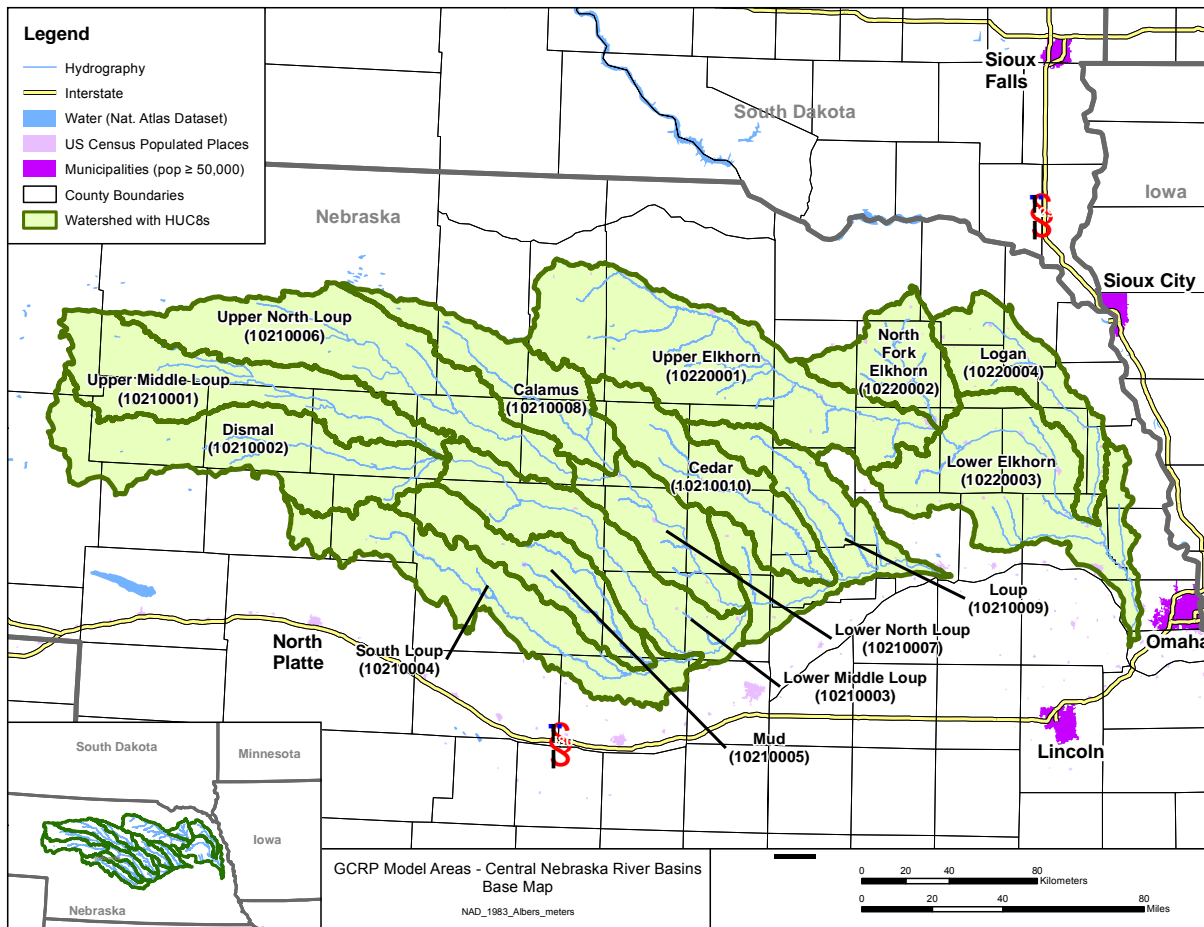 Legend
Hydrography
Interstate
Water (Nat. Atlas Dataset)
US Census Populated Places
Municipalities (pop ≥ 50,000)
County Boundaries
Watershed with HUC8s
Sioux
Falls
South Dakota
Iowa
Nebraska
Sioux City
Upper North Loup
(10210006)
Upper Middle Loup
(10210001)
Dismal
(10210002)
Calamus
(10210008)
Upper Elkhorn
(10220001)
North
Fork
Elkhorn
(10220002)
Logan
(10220004)
Cedar
(10210010)
Lower Elkhorn
(10220003)
Loup
(10210009)
Lower North Loup
(10210007)
Lower Middle Loup
(10210003)
Mud
(10210005)
South Loup
(10210004)
North
Platte
Omaha
Lincoln
South Dakota
Minnesota
Iowa
Nebraska
GCRP Model Areas - Central Nebraska River Basins
Base Map
NAD_1983_Albers_meters
0 20 40 80
Kilometers
0 20 40 80
Miles